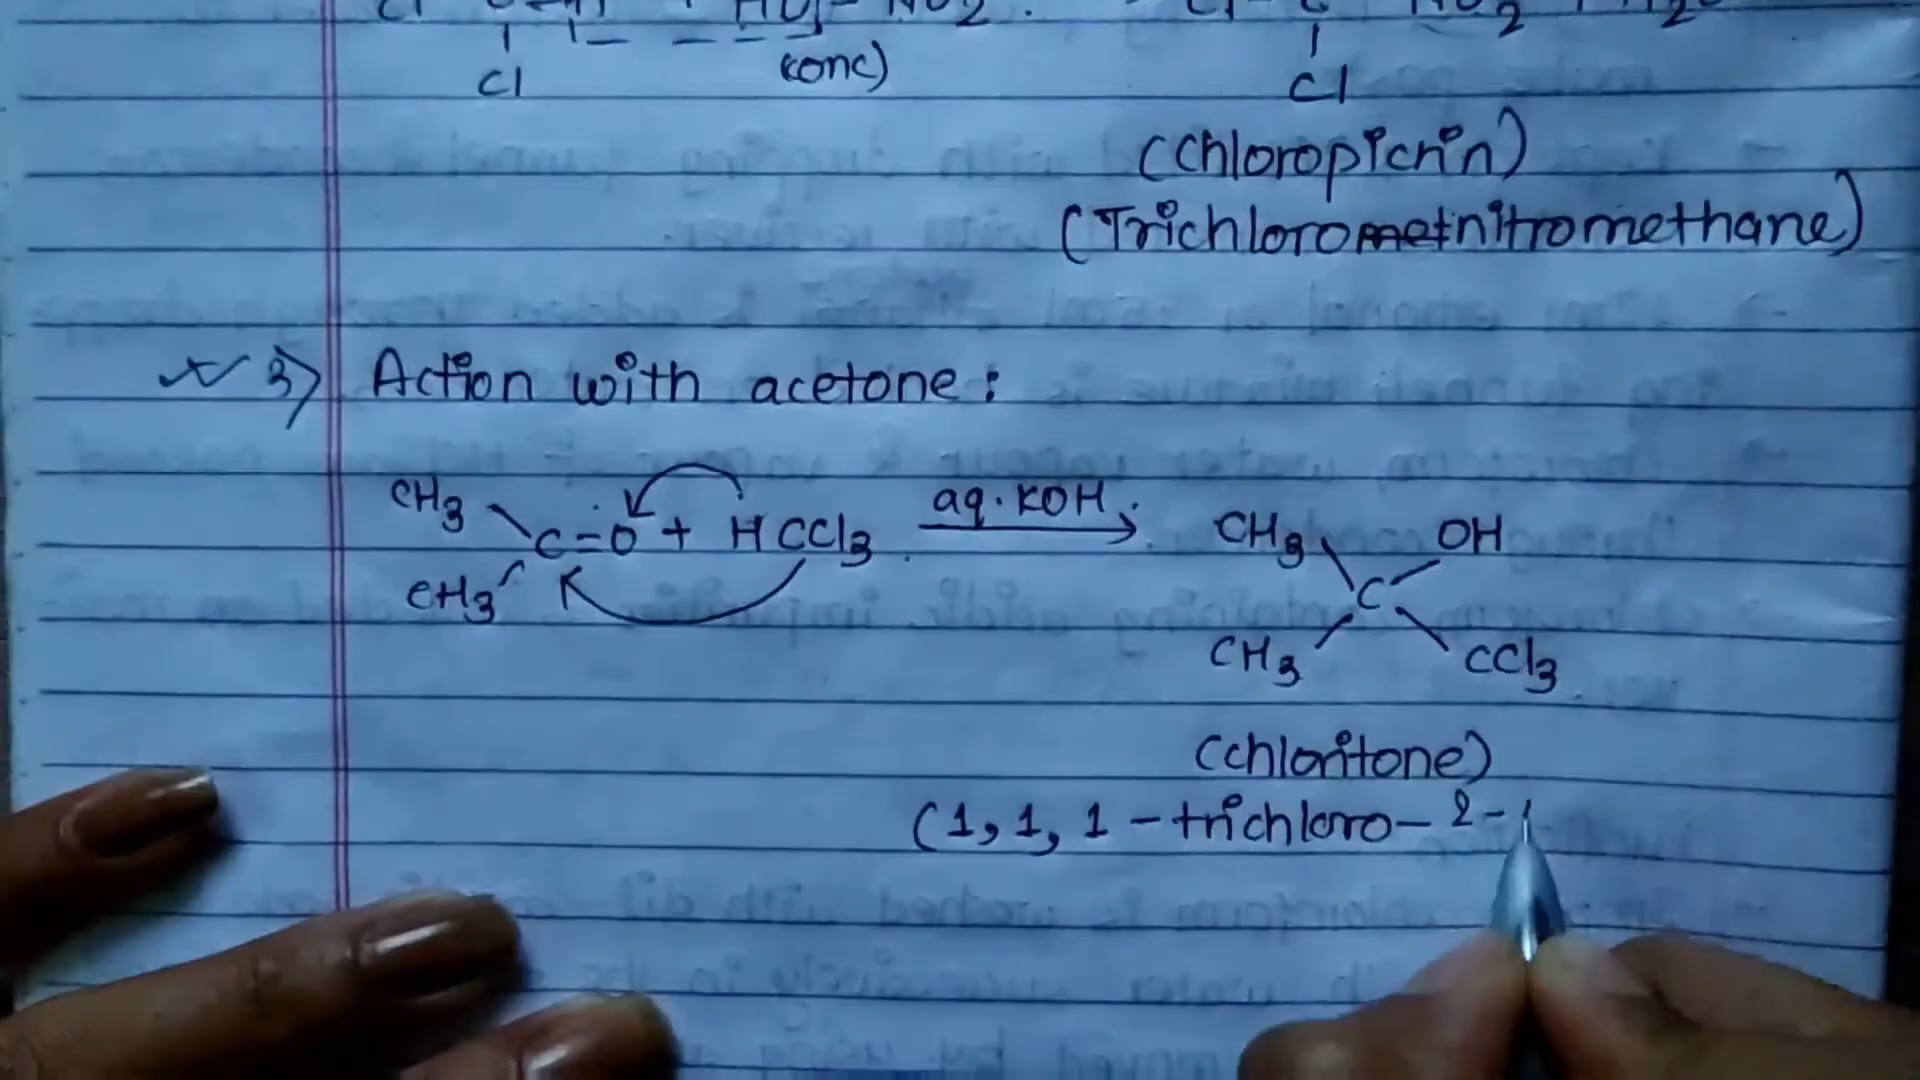 Cl
(conc)
Cl
(Chloropicrin)
(Trichlorometnitromethane)
3) Action with acetone:
CH3
CH3
C=O + HCCl3
aq. KOH
CH3
OH
C
CH3
CCl3
(chloritone)
(1, 1, 1 - trichloro - 2 -